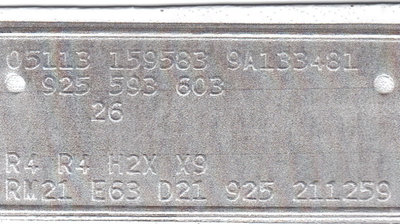 05113 159583 9A133481
925 593 603
26
R4 R4 H2X X9
RM21 E63 D21 925 211259